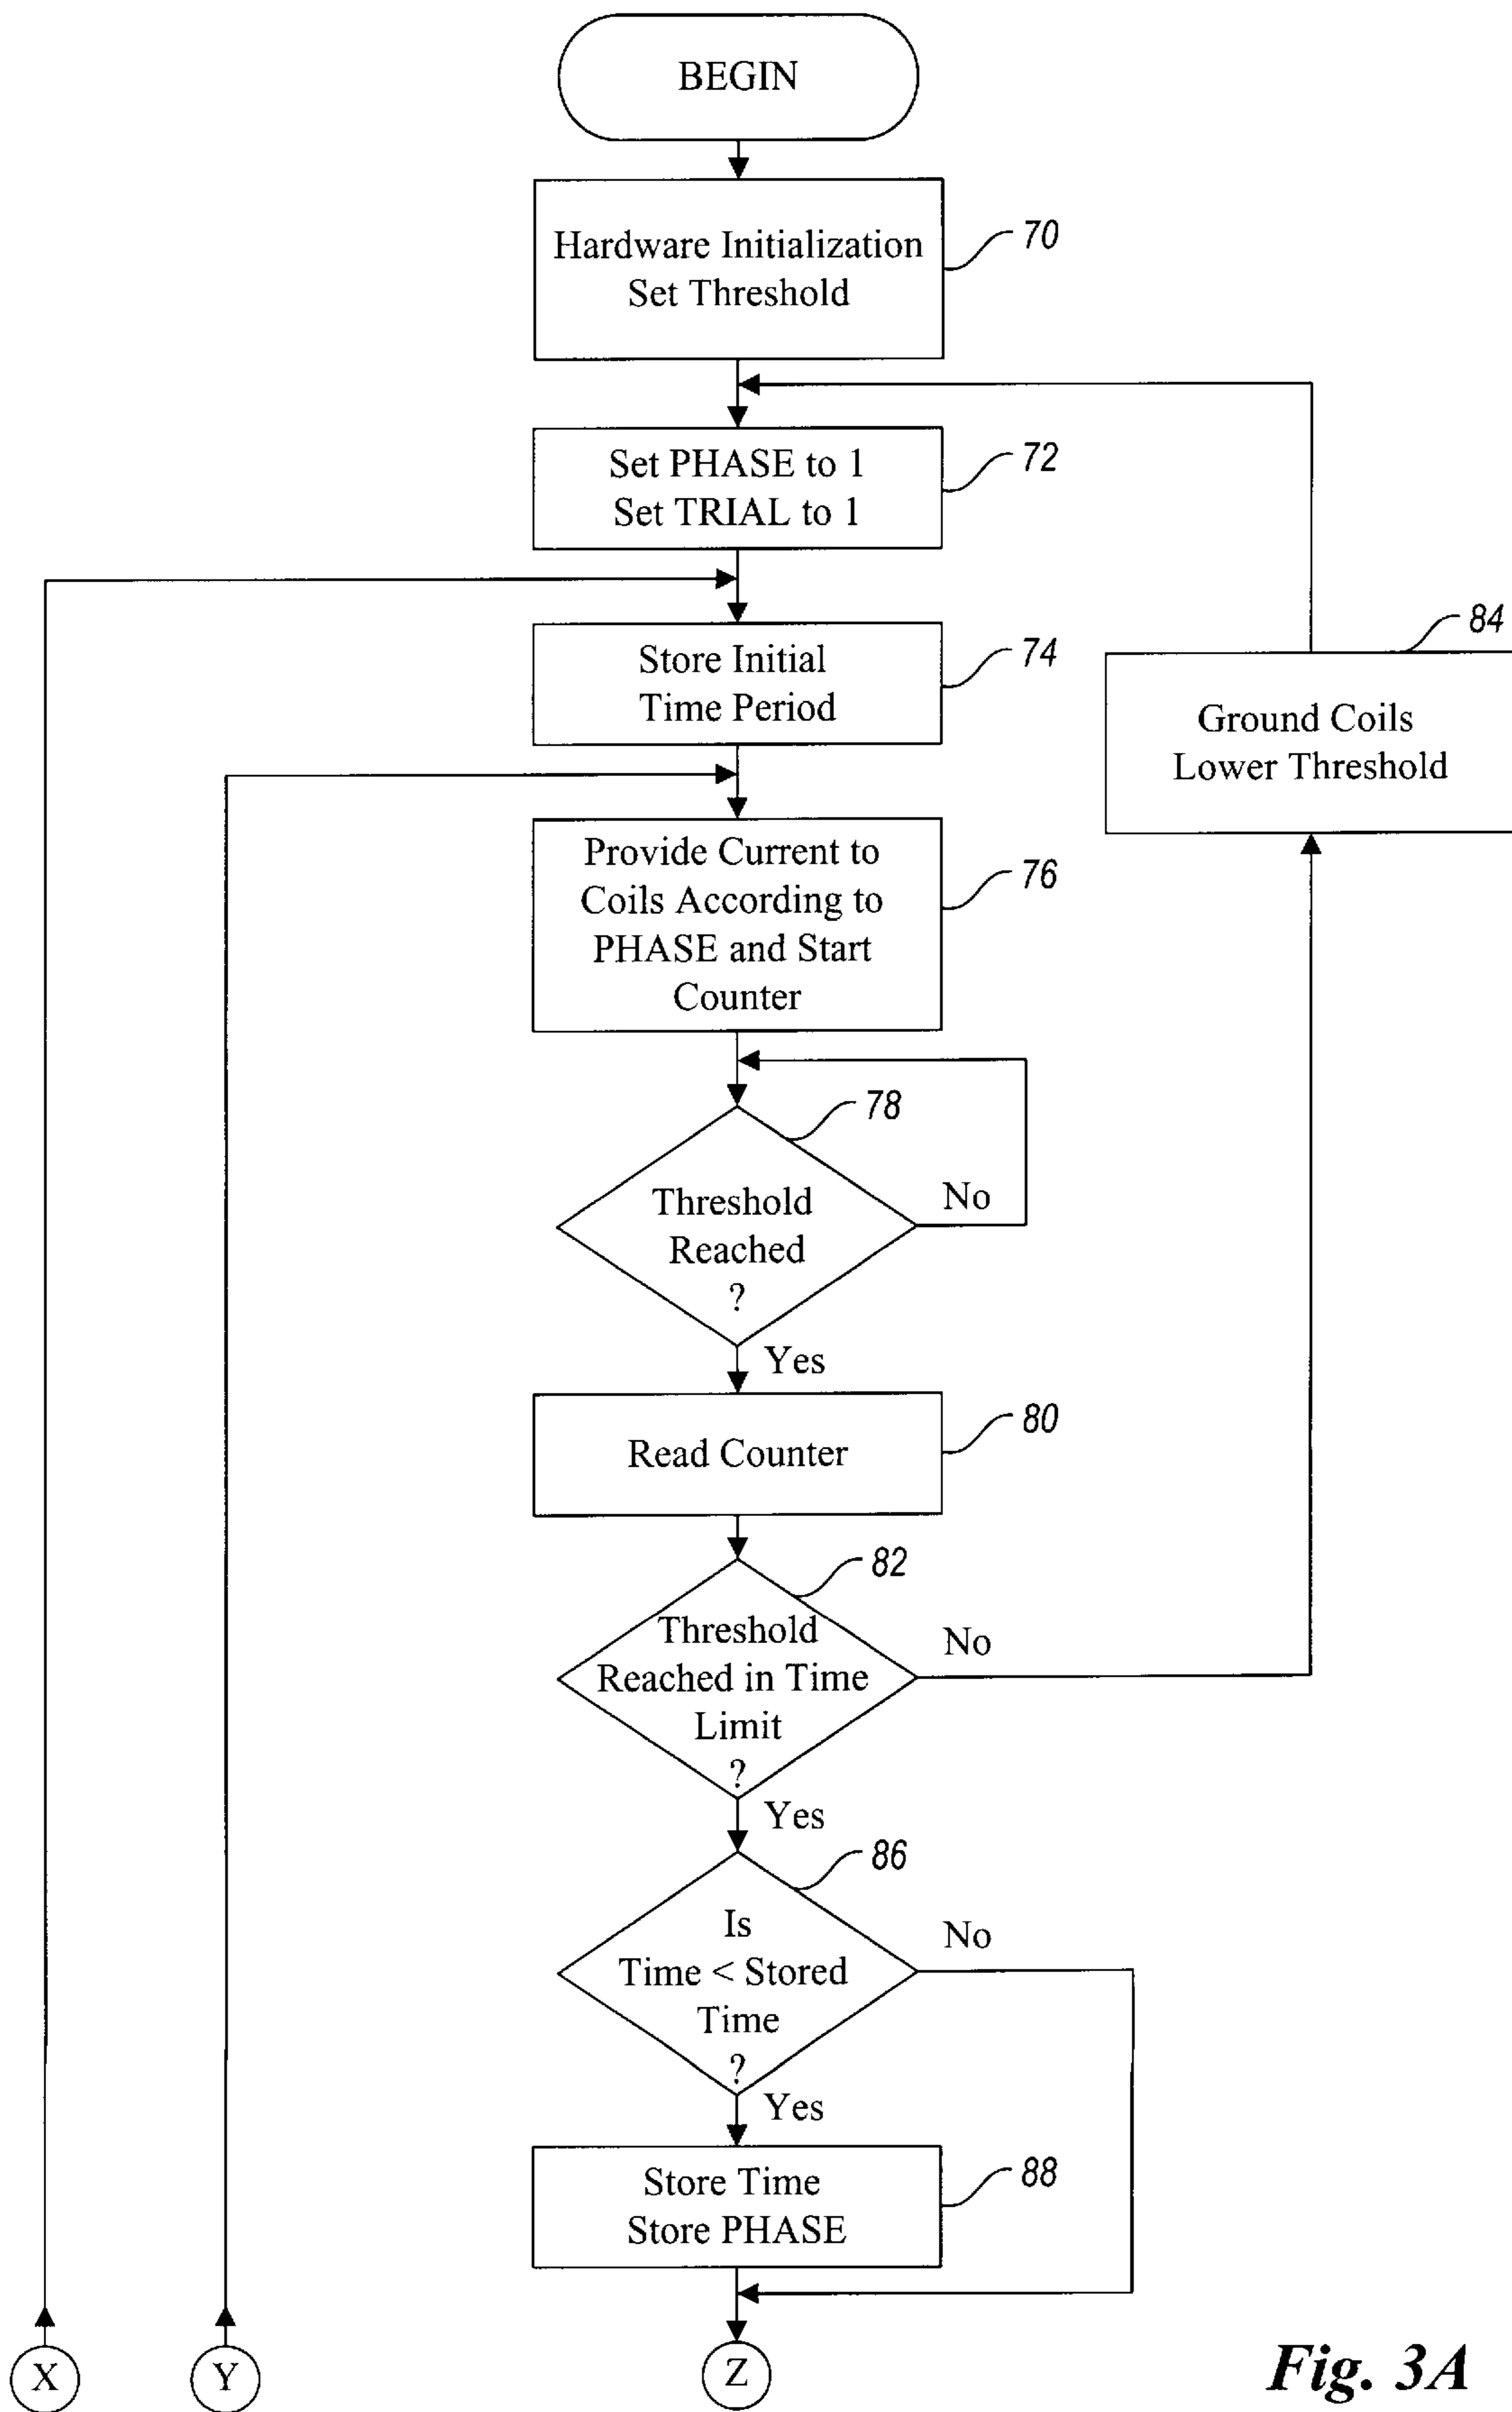 BEGIN
Hardware Initialization
Set Threshold
70
Set PHASE to 1
Set TRIAL to 1
72
Store Initial
Time Period
74
84
Ground Coils
Lower Threshold
Provide Current to
Coils According to
PHASE and Start
Counter
76
78
Threshold
Reached
?
No
Yes
Read Counter
80
82
Threshold
Reached in Time
Limit
?
No
Yes
86
Is
Time < Stored
Time
?
No
Yes
Store Time
Store PHASE
88
X
Y
Z
Fig. 3A